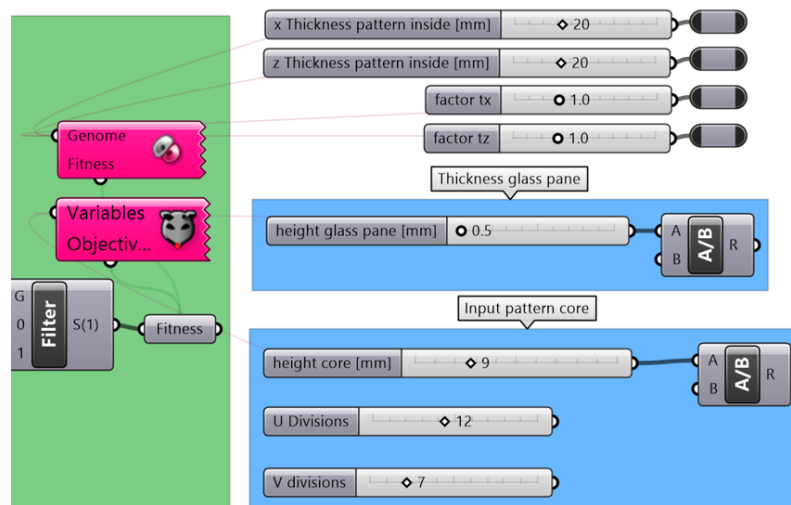 x Thickness pattern inside [mm] 20
z Thickness pattern inside [mm] 20
factor tx 1.0
factor tz 1.0
Genome
Fitness
Thickness glass pane
Variables
Objectiv...
height glass pane [mm] 0.5
A
B
A/B
R
G
0
1
Filter
S(1)
Fitness
Input pattern core
height core [mm] 9
A
B
A/B
R
U Divisions 12
V divisions 7